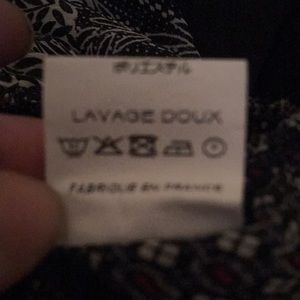 ポリエステル
LAVAGE DOUX
FABRIQUE EN FRANCE